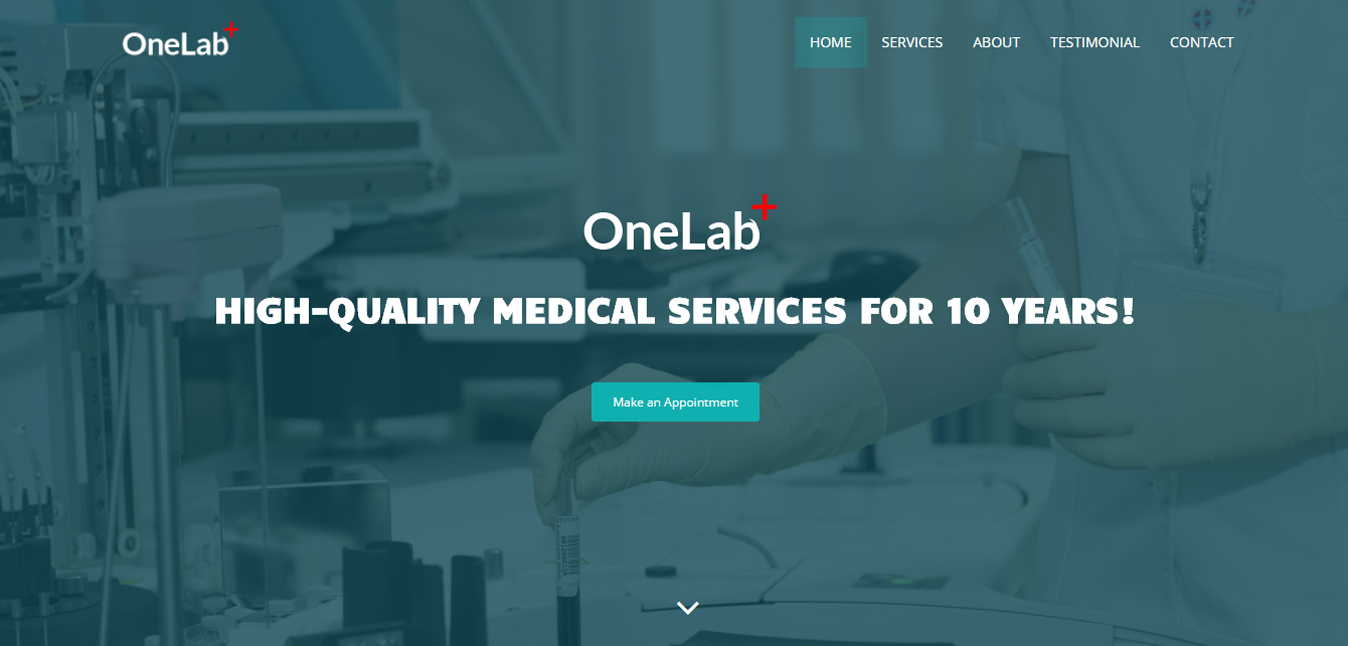 OneLab+
HOME SERVICES ABOUT TESTIMONIAL CONTACT
OneLab+
HIGH-QUALITY MEDICAL SERVICES FOR 10 YEARS!
Make an Appointment